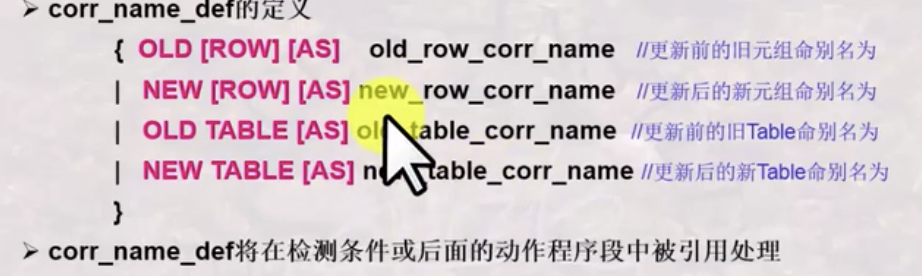 ➢ corr_name_def的定义
{ OLD [ROW] [AS] old_row_corr_name //更新前的旧元组命别名为
| NEW [ROW] [AS] new_row_corr_name //更新后的新元组命别名为
| OLD TABLE [AS] old_table_corr_name //更新前的旧Table命别名为
| NEW TABLE [AS] new_table_corr_name //更新后的新Table命别名为
}
➢ corr_name_def将在检测条件或后面的动作程序段中被引用处理